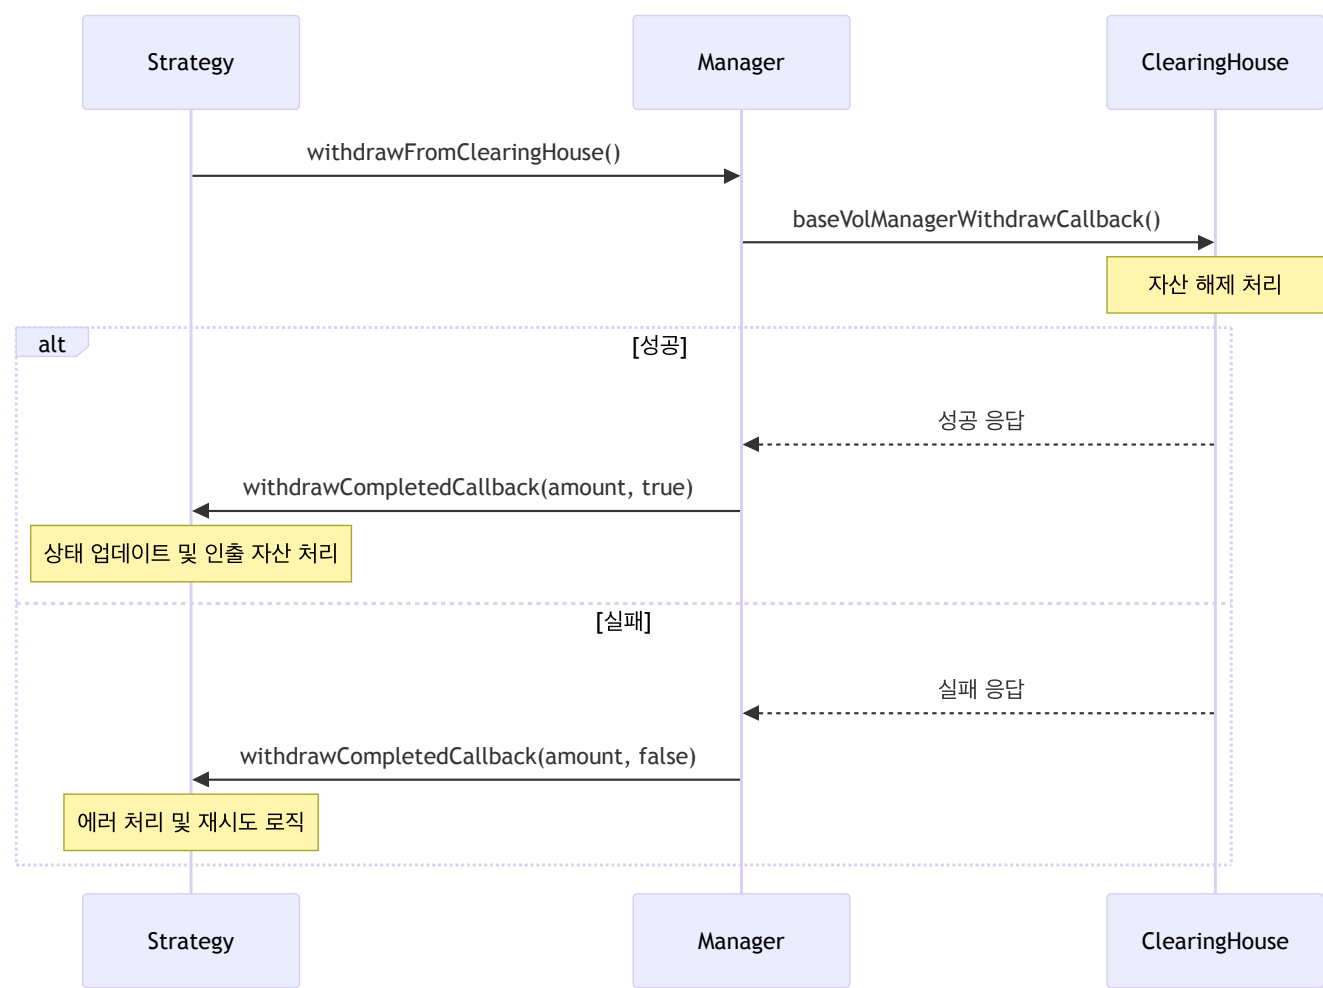 Strategy
Manager
ClearingHouse
withdrawFromClearingHouse()
baseVolManagerWithdrawCallback()
자산 해제 처리
alt
[성공]
성공 응답
withdrawCompletedCallback(amount, true)
상태 업데이트 및 인출 자산 처리
[실패]
실패 응답
withdrawCompletedCallback(amount, false)
에러 처리 및 재시도 로직
Strategy
Manager
ClearingHouse